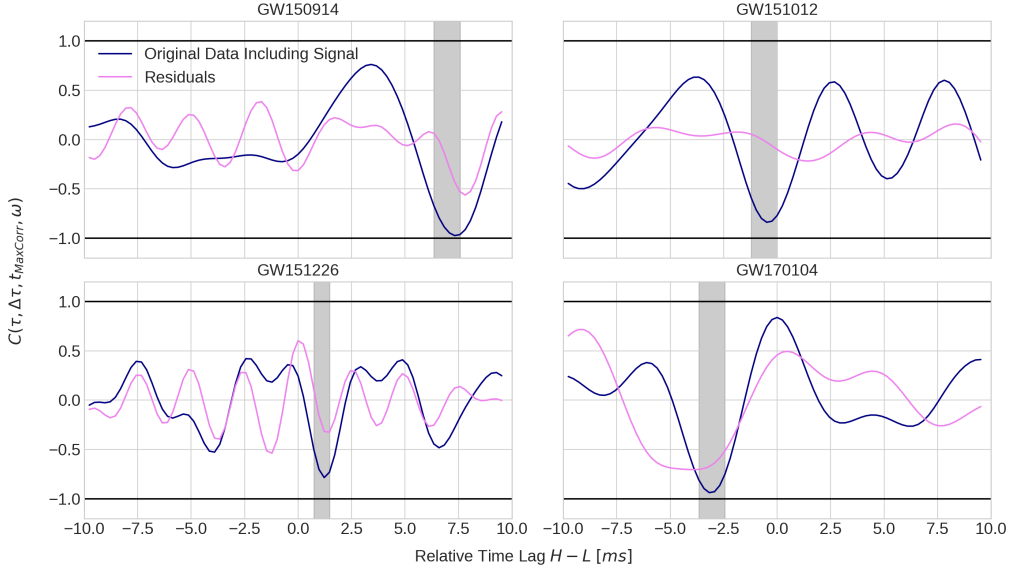 GW150914
GW151012
1.0
0.5
0.0
−0.5
−1.0
Original Data Including Signal
Residuals
GW151226
GW170104
1.0
0.5
0.0
−0.5
−1.0
−10.0 −7.5 −5.0 −2.5 0.0 2.5 5.0 7.5 10.0
−10.0 −7.5 −5.0 −2.5 0.0 2.5 5.0 7.5 10.0
C(τ, Δτ, t_MaxCorr, ω)
Relative Time Lag H − L [ms]